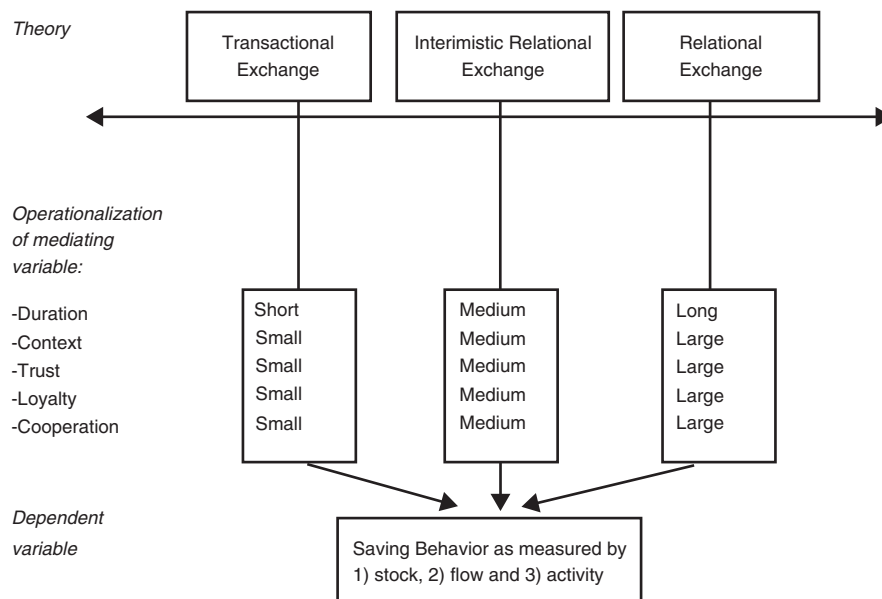 Theory
Transactional
Exchange
Interimistic Relational
Exchange
Relational
Exchange
Operationalization
of mediating
variable:
-Duration
-Context
-Trust
-Loyalty
-Cooperation
Short
Small
Small
Small
Small
Medium
Medium
Medium
Medium
Medium
Long
Large
Large
Large
Large
Dependent
variable
Saving Behavior as measured by
1) stock, 2) flow and 3) activity